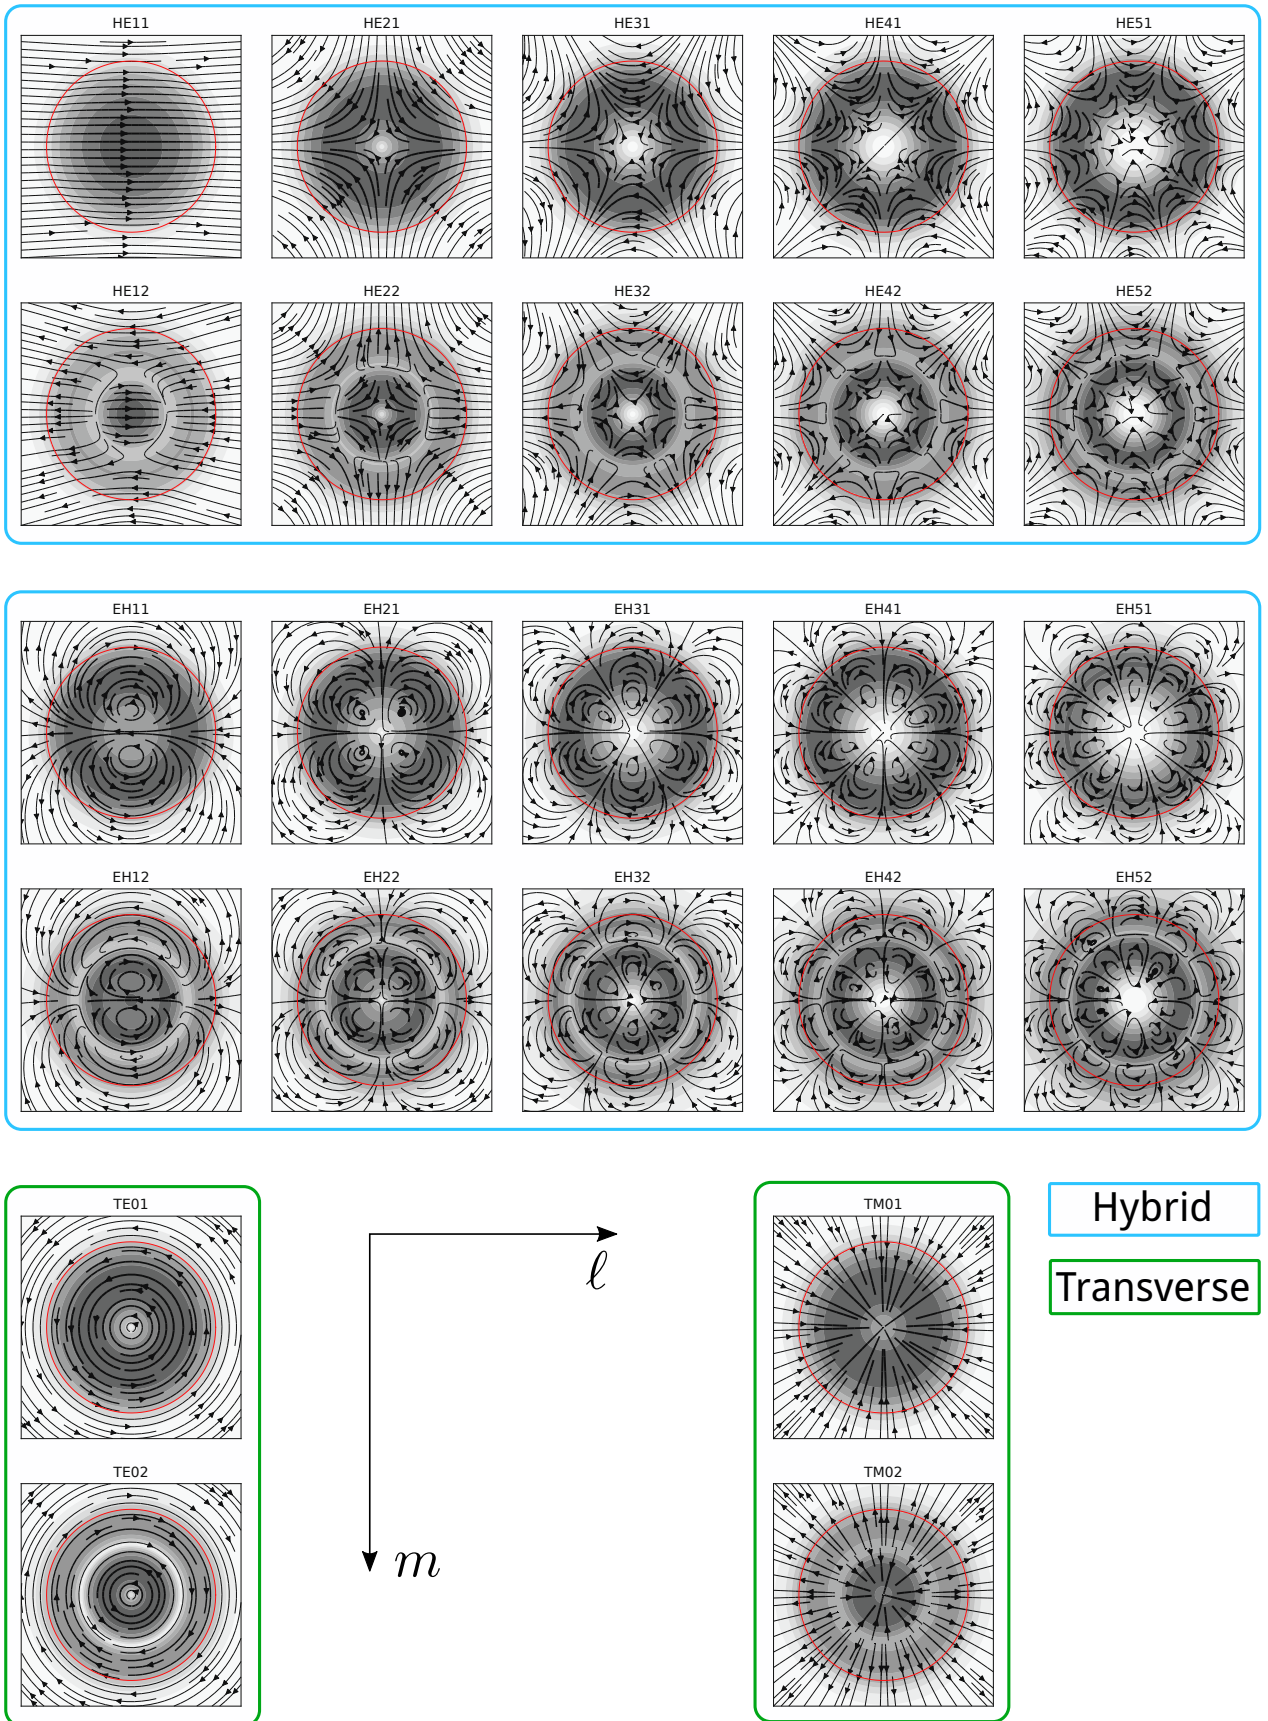 HE11 HE21 HE31 HE41 HE51
HE12 HE22 HE32 HE42 HE52
EH11 EH21 EH31 EH41 EH51
EH12 EH22 EH32 EH42 EH52
TE01 TM01
Hybrid
ℓ
Transverse
TE02 TM02
m